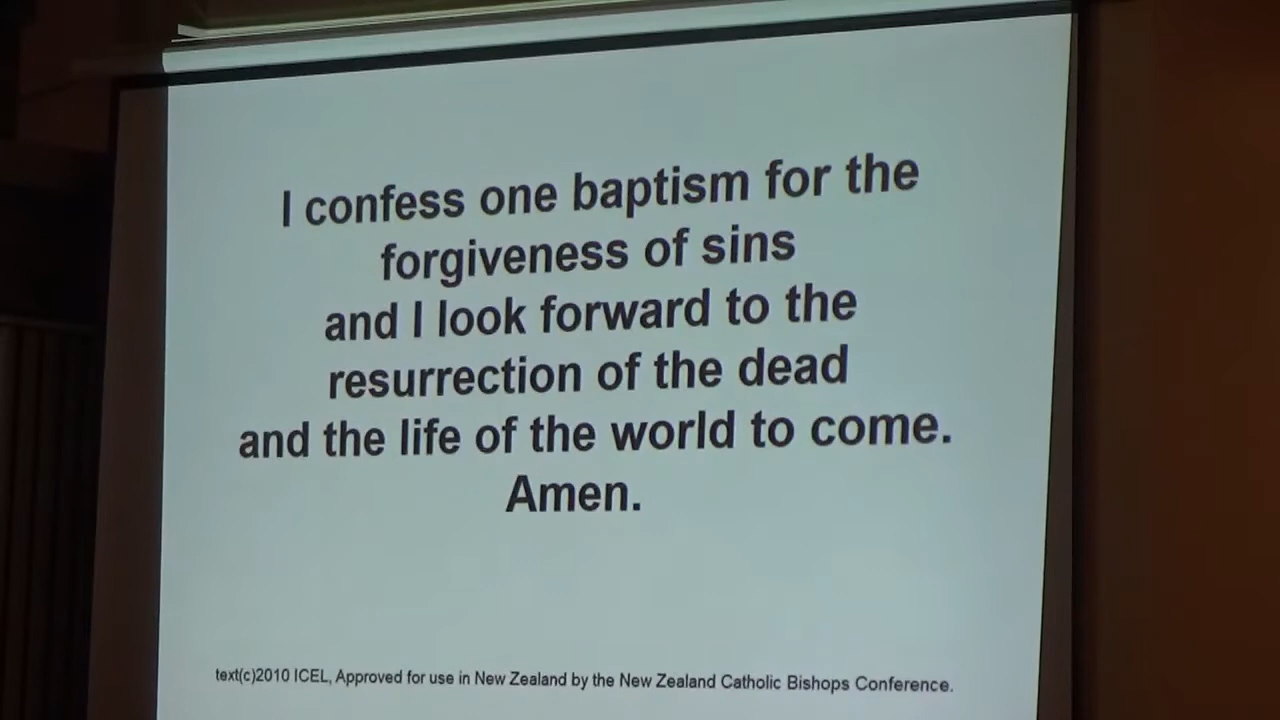 I confess one baptism for the
forgiveness of sins
and I look forward to the
resurrection of the dead
and the life of the world to come.
Amen.
text(c)2010 ICEL, Approved for use in New Zealand by the New Zealand Catholic Bishops Conference.